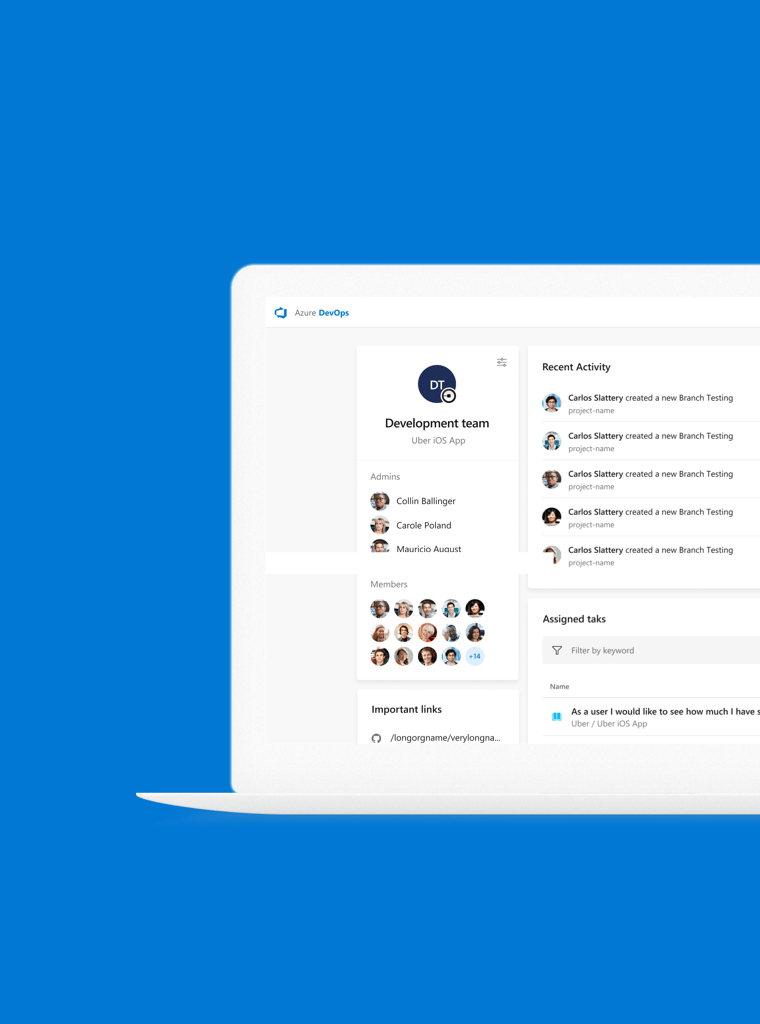 Azure DevOps
DT
Development team
Uber iOS App
Admins
Collin Ballinger
Carole Poland
Mauricio August
Members
+14
Important links
/longorgname/verylongna...
Recent Activity
Carlos Slattery created a new Branch Testing
project-name
Carlos Slattery created a new Branch Testing
project-name
Carlos Slattery created a new Branch Testing
project-name
Carlos Slattery created a new Branch Testing
project-name
Carlos Slattery created a new Branch Testing
project-name
Assigned taks
Filter by keyword
Name
As a user I would like to see how much I have s
Uber / Uber iOS App